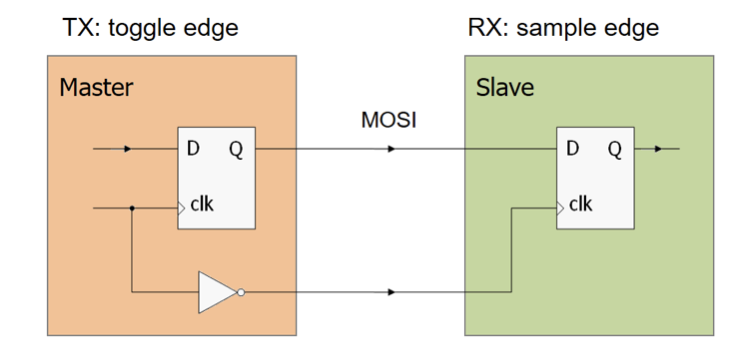 TX: toggle edge
RX: sample edge
Master
Slave
MOSI
D Q
clk
D Q
clk